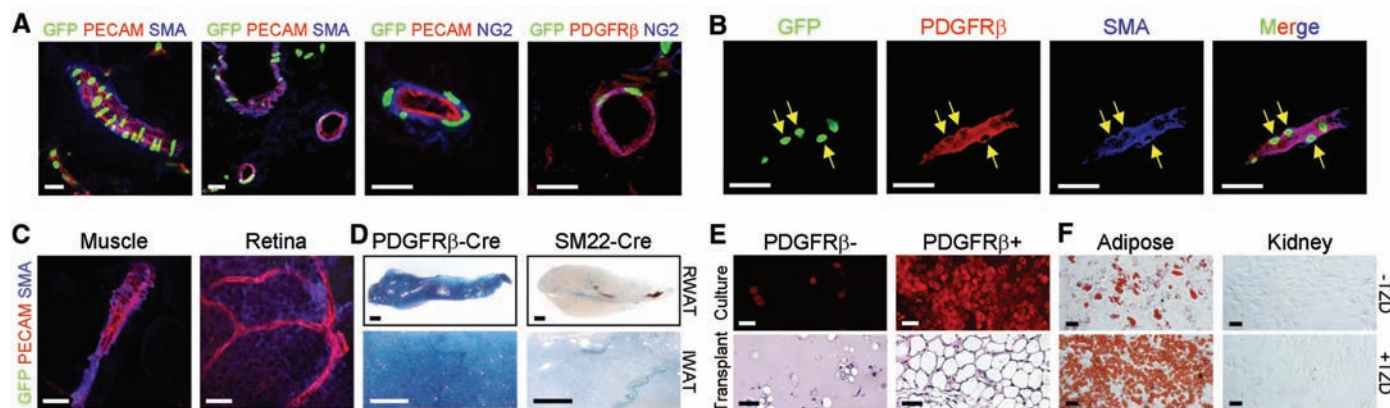 A
GFP PECAM SMA
GFP PECAM SMA
GFP PECAM NG2
GFP PDGFRβ NG2
B
GFP
PDGFRβ
SMA
Merge
C
GFP PECAM SMA
Muscle
Retina
D
PDGFRβ-Cre
SM22-Cre
RWAT
IWAT
E
PDGFRβ-
PDGFRβ+
Culture
Transplant
F
Adipose
Kidney
-TZD
+TZD